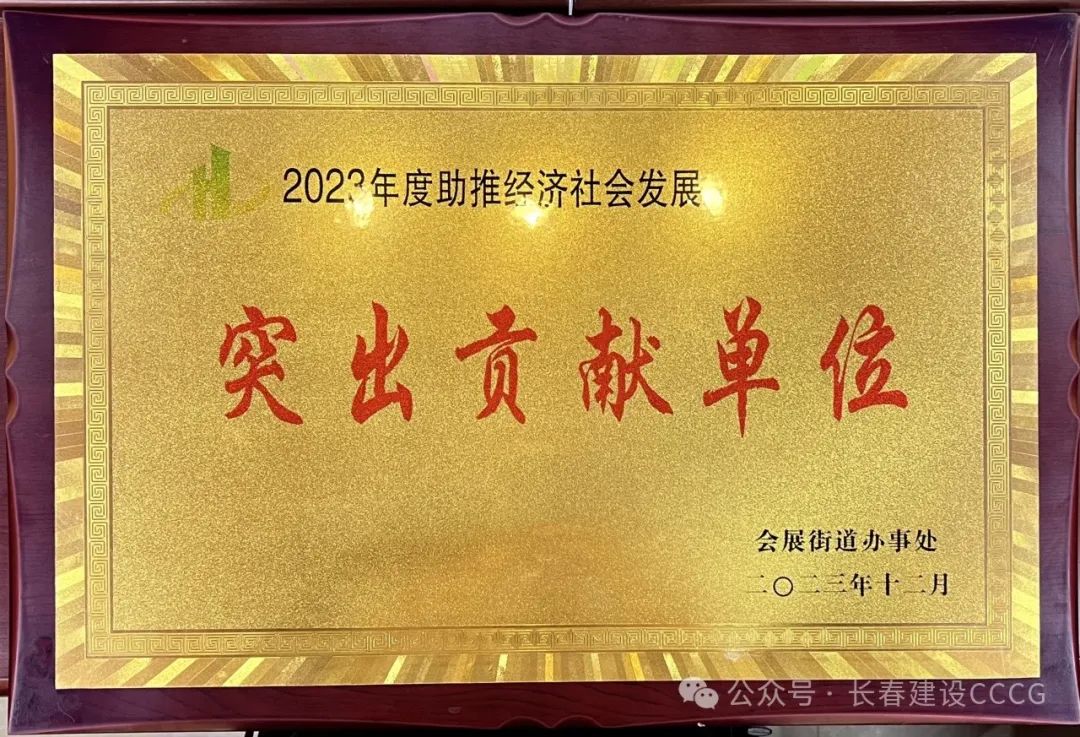 2023年度助推经济社会发展
突出贡献单位
会展街道办事处
二〇二三年十二月
公众号·长春建设CCCG